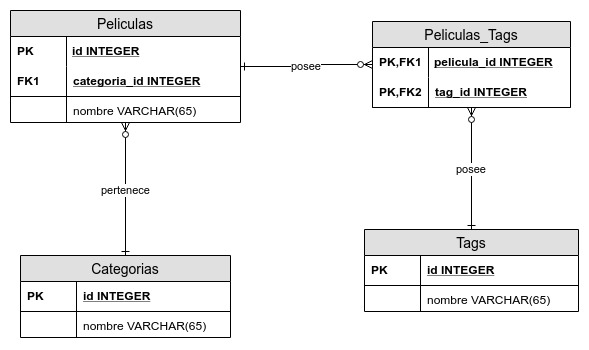 Peliculas
PK id INTEGER
FK1 categoria_id INTEGER
nombre VARCHAR(65)
posee
Peliculas_Tags
PK,FK1 pelicula_id INTEGER
PK,FK2 tag_id INTEGER
pertenece
posee
Categorias
PK id INTEGER
nombre VARCHAR(65)
Tags
PK id INTEGER
nombre VARCHAR(65)